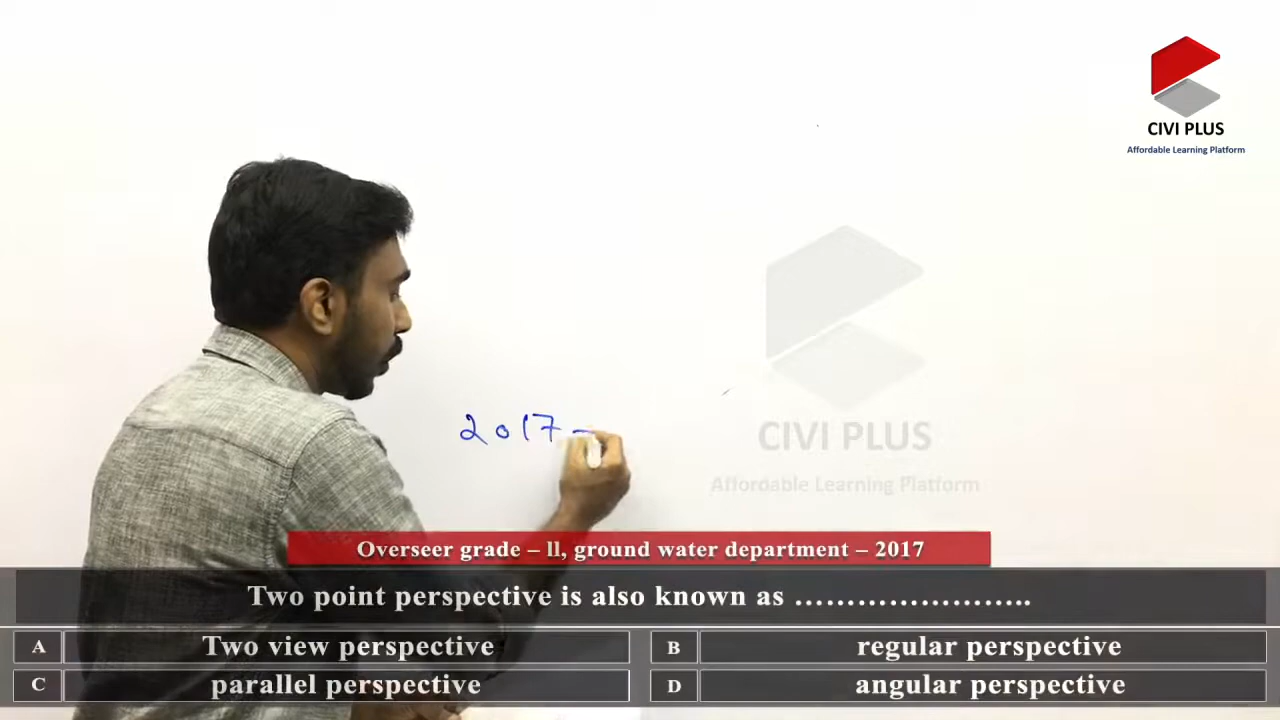 CIVI PLUS
Affordable Learning Platform
CIVI PLUS
Affordable Learning Platform
2017 -
Overseer grade – ll, ground water department – 2017
Two point perspective is also known as ……………………..
A Two view perspective B regular perspective
C parallel perspective D angular perspective